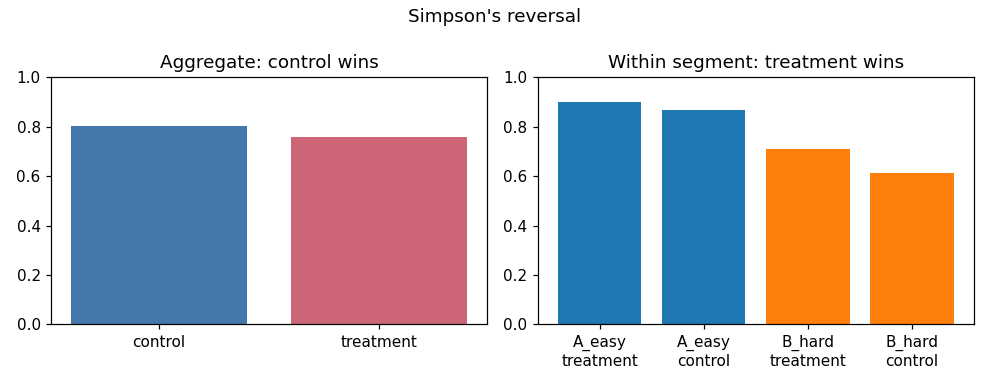 Simpson's reversal
Aggregate: control wins
1.0
0.8
0.6
0.4
0.2
0.0
control
treatment
Within segment: treatment wins
1.0
0.8
0.6
0.4
0.2
0.0
A_easy
treatment
A_easy
control
B_hard
treatment
B_hard
control